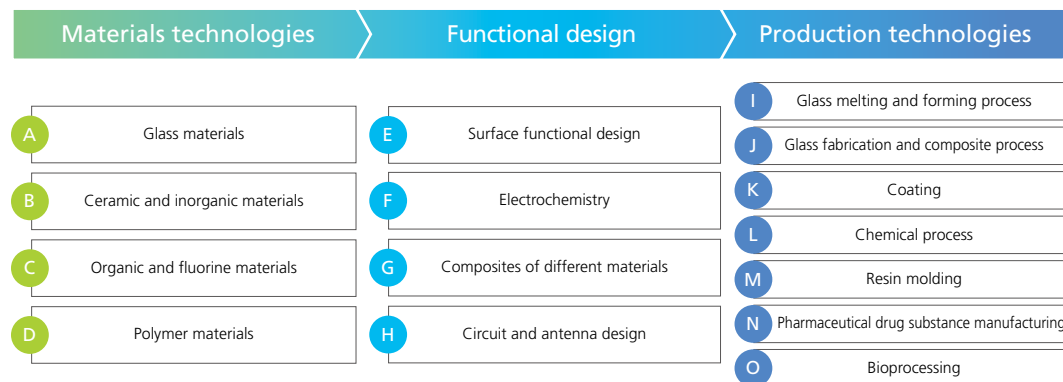 Materials technologies
Functional design
Production technologies
A
Glass materials
B
Ceramic and inorganic materials
C
Organic and fluorine materials
D
Polymer materials
E
Surface functional design
F
Electrochemistry
G
Composites of different materials
H
Circuit and antenna design
I
Glass melting and forming process
J
Glass fabrication and composite process
K
Coating
L
Chemical process
M
Resin molding
N
Pharmaceutical drug substance manufacturing
O
Bioprocessing